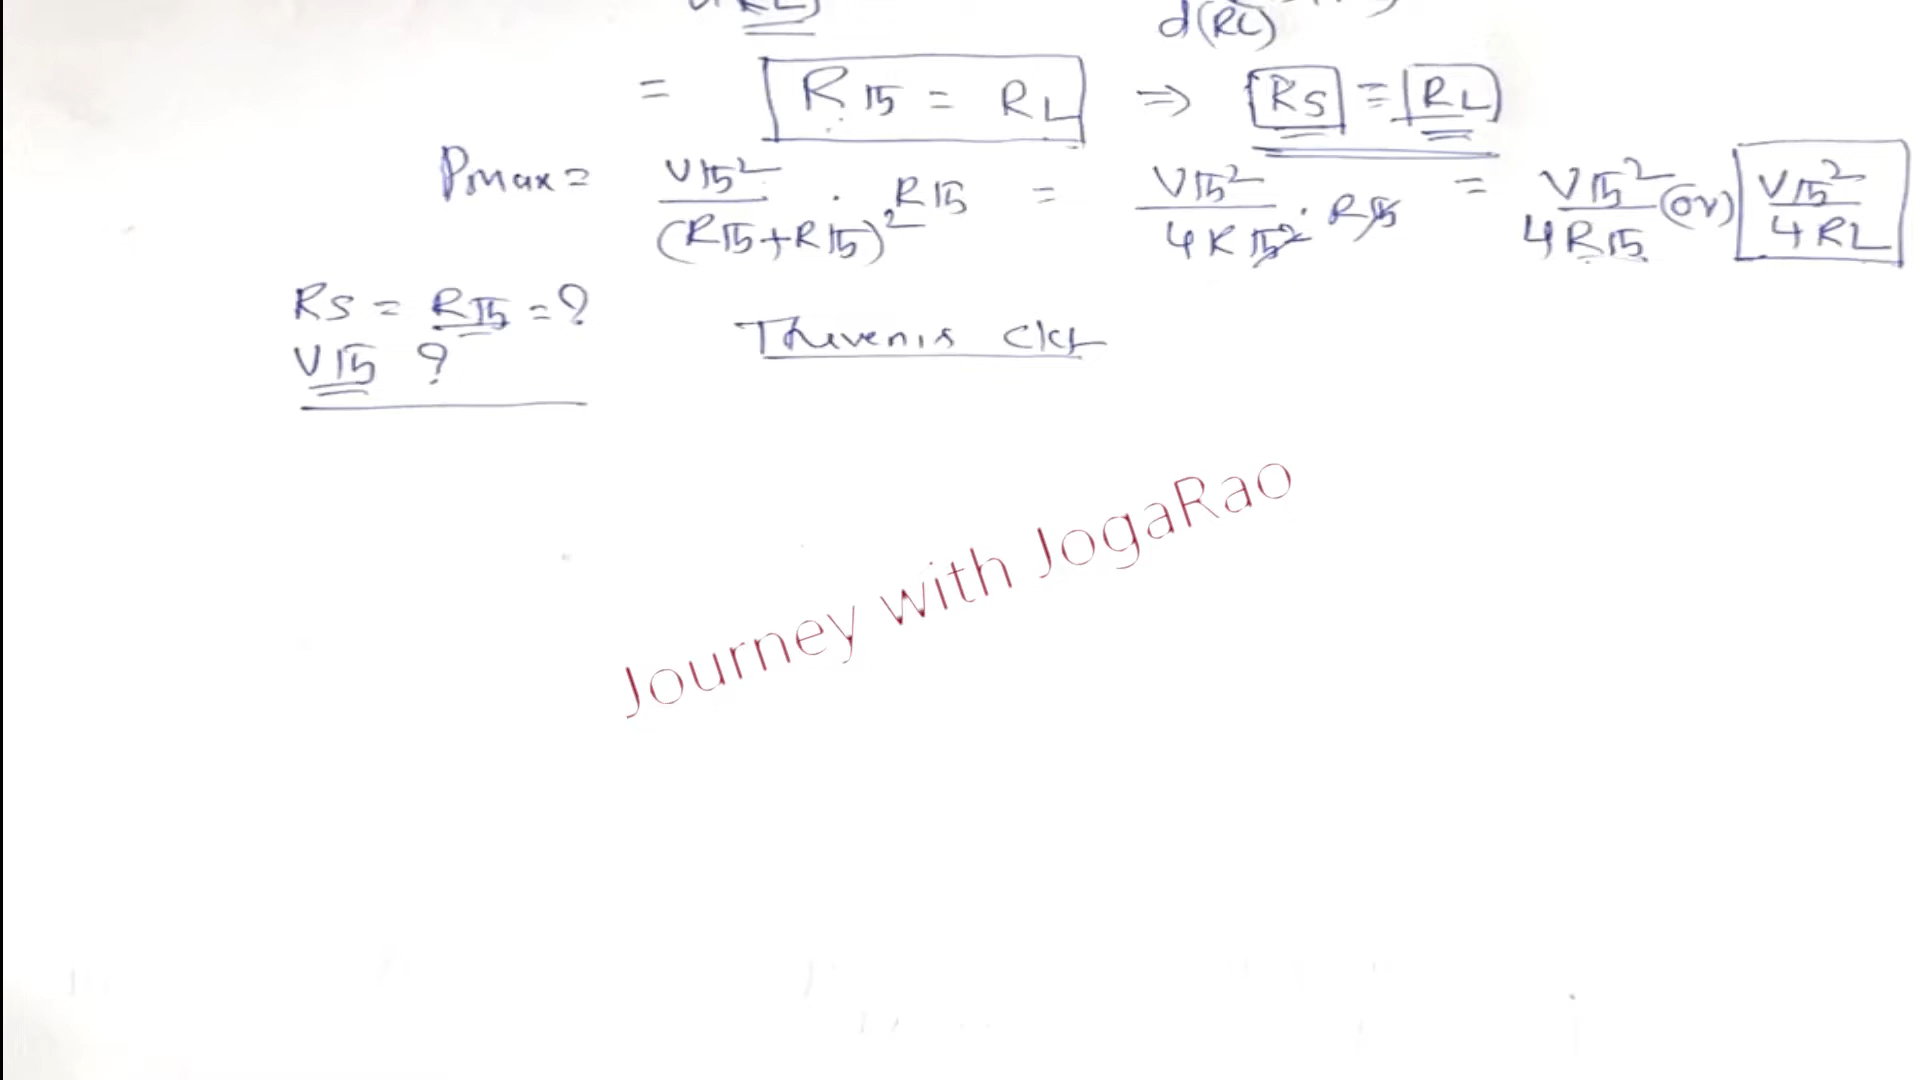 d(RL)
= R th = RL ⇒ RS = RL
Pmax = Vth² / (Rth+Rth)² . Rth = Vth² / 4Rth² . Rth = Vth² / 4Rth (or) Vth² / 4RL
RS = Rth = ?
Vth ?
Thevenis ckt
Journey with JogaRao